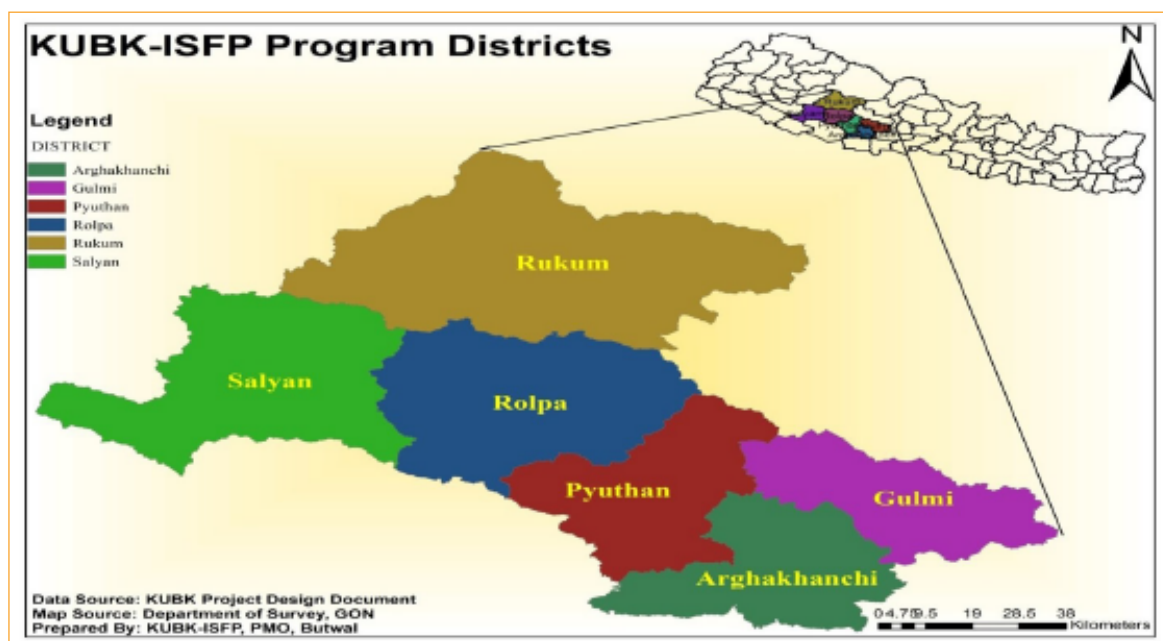 KUBK-ISFP Program Districts
N
Legend
DISTRICT
Arghakhanchi
Gulmi
Pyuthan
Rolpa
Rukum
Salyan
Rukum
Salyan
Rolpa
Pyuthan
Gulmi
Arghakhanchi
Data Source: KUBK Project Design Document
Map Source: Department of Survey, GON
Prepared By: KUBK-ISFP, PMO, Butwal
0 4.75 9.5 19 28.5 38
Kilometers